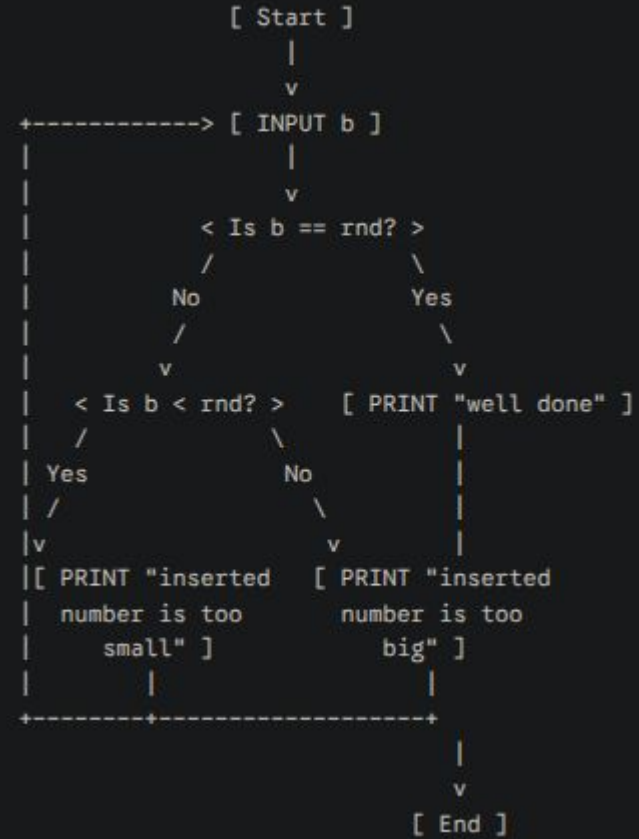 [ Start ]
|
v
+------------> [ INPUT b ]
| |
| v
| < Is b == rnd? >
| / \
| No Yes
| / \
| v v
| < Is b < rnd? > [ PRINT "well done" ]
| / \ |
| Yes No |
| / \ |
|v v |
|[ PRINT "inserted [ PRINT "inserted
| number is too number is too
| small" ] big" ]
| | |
+--------+-------------------+
|
v
[ End ]